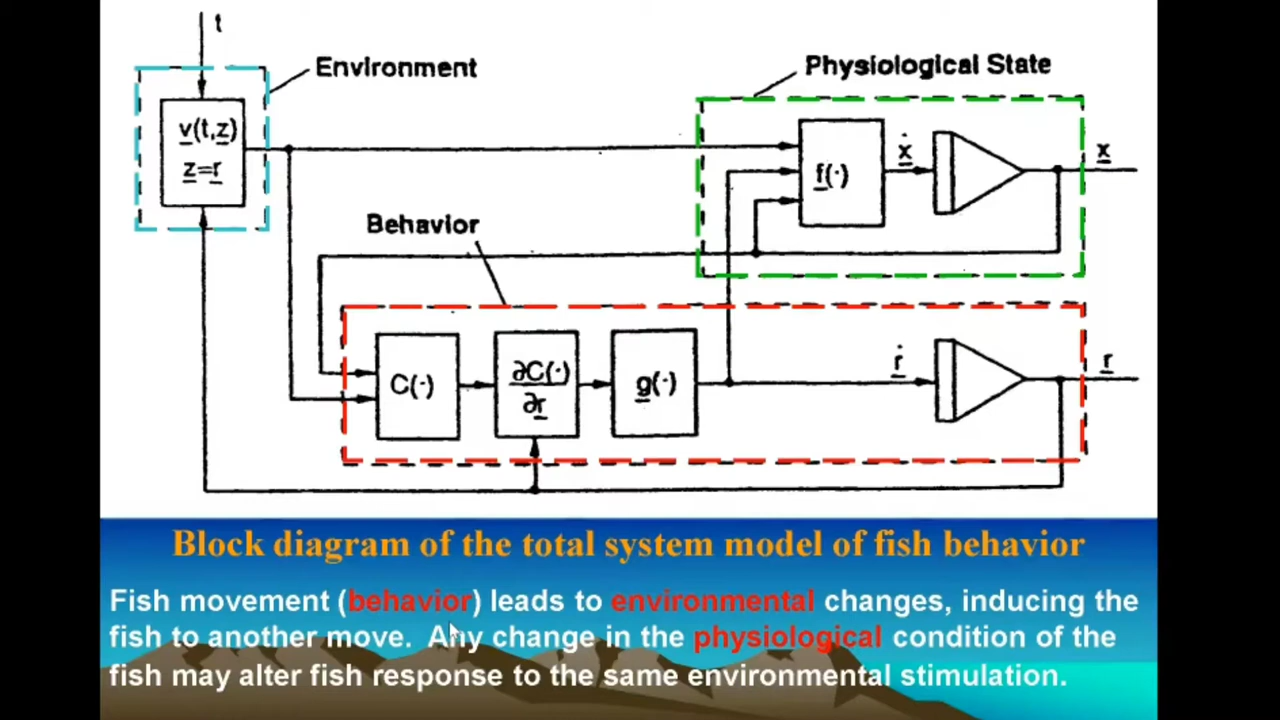 t
Environment
Physiological State
v(t,z)
z=r
f(·)
ẋ
x
Behavior
C(·)
∂C(·)
∂r
g(·)
ṙ
r
Block diagram of the total system model of fish behavior
Fish movement (behavior) leads to environmental changes, inducing the
fish to another move. Any change in the physiological condition of the
fish may alter fish response to the same environmental stimulation.